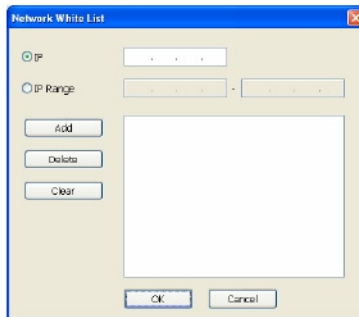 Network White List
IP
. . .
IP Range
. . . - . . .
Add
Delete
Clear
OK
Cancel